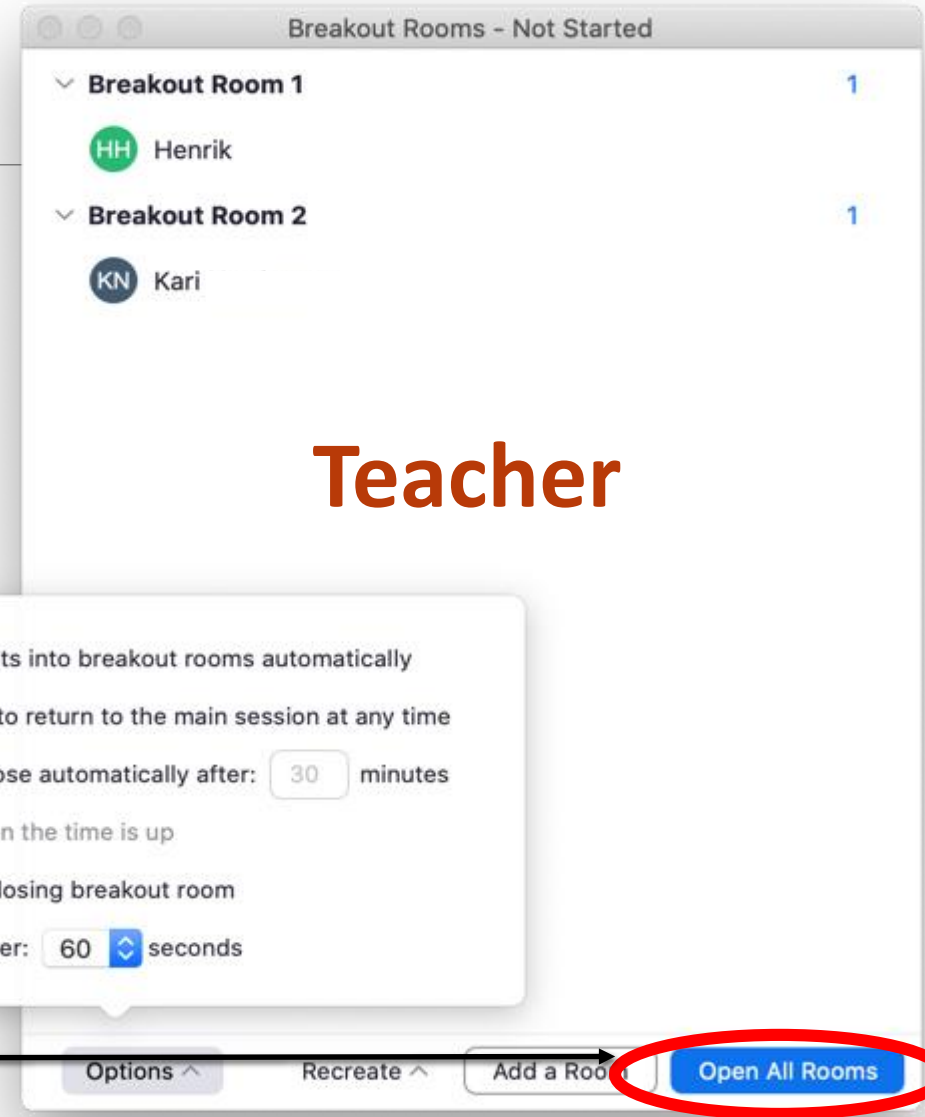 Breakout Rooms - Not Started
Breakout Room 1 1
HH Henrik
Breakout Room 2 1
KN Kari
Teacher
ts into breakout rooms automatically
to return to the main session at any time
ose automatically after: 30 minutes
n the time is up
losing breakout room
er: 60 seconds
Options Recreate Add a Room Open All Rooms